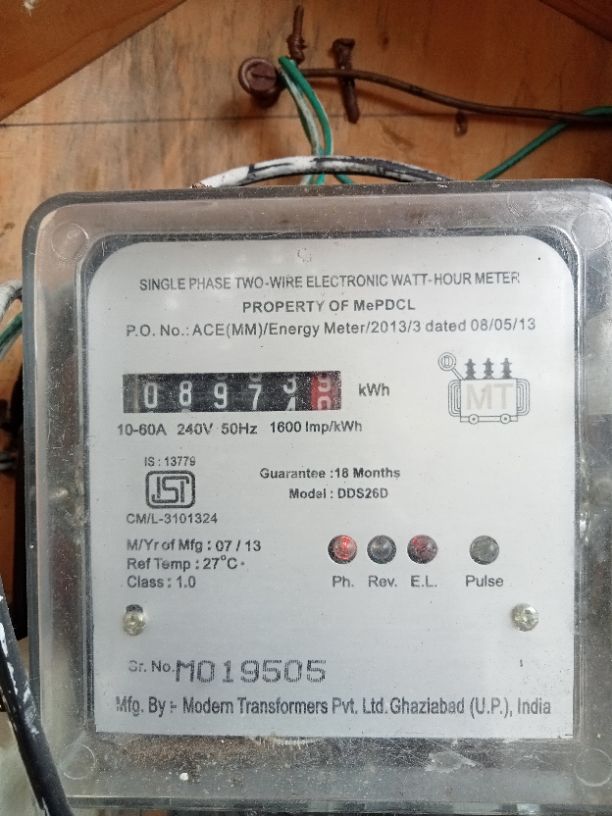 SINGLE PHASE TWO-WIRE ELECTRONIC WATT-HOUR METER
PROPERTY OF MePDCL
P.O. No.: ACE(MM)/Energy Meter/2013/3 dated 08/05/13
0897 kWh
MT
10-60A 240V 50Hz 1600 Imp/kWh
IS : 13779
ISI
Guarantee :18 Months
Model : DDS26D
CM/L-3101324
M/Yr of Mfg : 07 / 13
Ref Temp : 27°C
Class : 1.0
Ph. Rev. E.L. Pulse
Sr. No. M019505
Mfg. By :- Modern Transformers Pvt. Ltd. Ghaziabad (U.P.), India